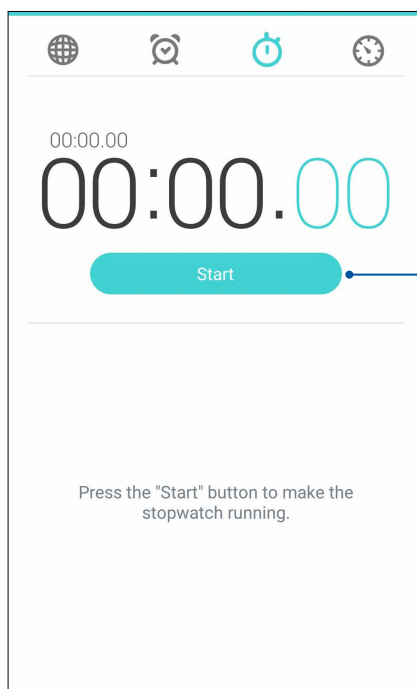 00:00.00
00:00.00
Start
Press the "Start" button to make the
stopwatch running.